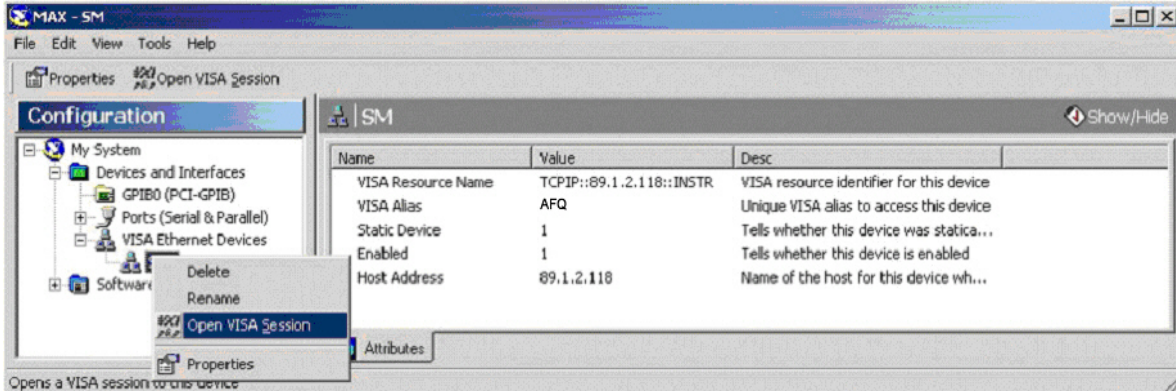 MAX - SM
File Edit View Tools Help
Properties Open VISA Session
Configuration
SM
Show/Hide
My System
Devices and Interfaces
GPIB0 (PCI-GPIB)
Ports (Serial & Parallel)
VISA Ethernet Devices
Software
Delete
Rename
Open VISA Session
Properties
Name Value Desc
VISA Resource Name TCPIP::89.1.2.118::INSTR VISA resource identifier for this device
VISA Alias AFQ Unique VISA alias to access this device
Static Device 1 Tells whether this device was statica...
Enabled 1 Tells whether this device is enabled
Host Address 89.1.2.118 Name of the host for this device wh...
Attributes
Opens a VISA session to this device